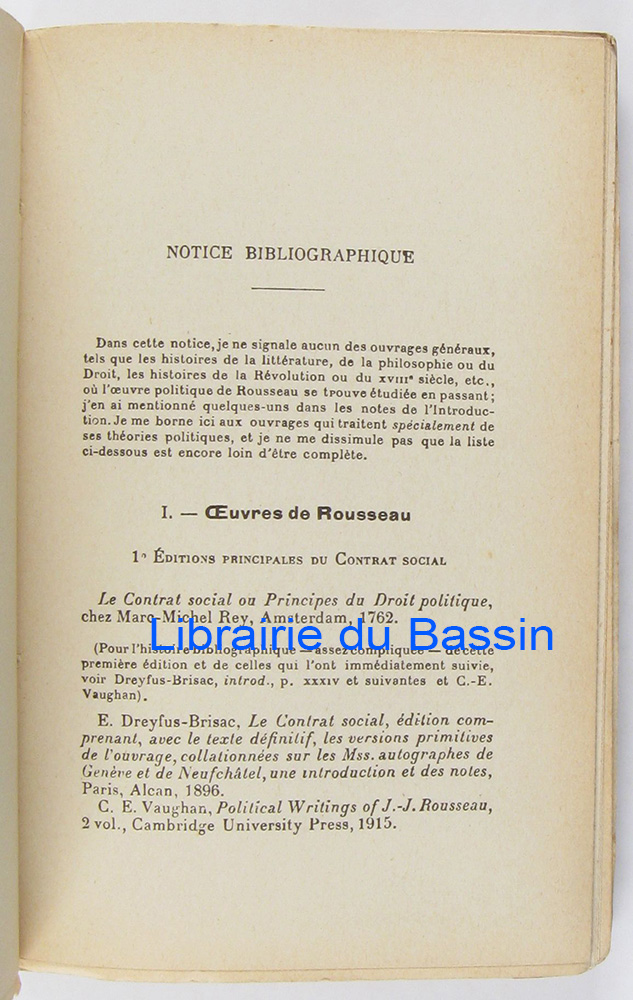 NOTICE BIBLIOGRAPHIQUE
Dans cette notice, je ne signale aucun des ouvrages généraux,
tels que les histoires de la littérature, de la philosophie ou du
Droit, les histoires de la Révolution ou du XVIIIe siècle, etc.,
où l'œuvre politique de Rousseau se trouve étudiée en passant ;
j'en ai mentionné quelques-uns dans les notes de l'Introduc-
tion. Je me borne ici aux ouvrages qui traitent spécialement de
ses théories politiques, et je ne me dissimule pas que la liste
ci-dessous est encore loin d'être complète.
I. — Œuvres de Rousseau
1° ÉDITIONS PRINCIPALES DU CONTRAT SOCIAL
Le Contrat social ou Principes du Droit politique,
chez Marc-Michel Rey, Amsterdam, 1762.
Librairie du Bassin
(Pour l'histoire bibliographique — assez compliquée — de cette
première édition et de celles qui l'ont immédiatement suivie,
voir Dreyfus-Brisac, introd., p. XXXIV et suivantes et C.-E.
Vaughan).
E. Dreyfus-Brisac, Le Contrat social, édition com-
prenant, avec le texte définitif, les versions primitives
de l'ouvrage, collationnées sur les Mss. autographes de
Genève et de Neufchâtel, une introduction et des notes,
Paris, Alcan, 1896.
C. E. Vaughan, Political Writings of J.-J. Rousseau,
2 vol., Cambridge University Press, 1915.